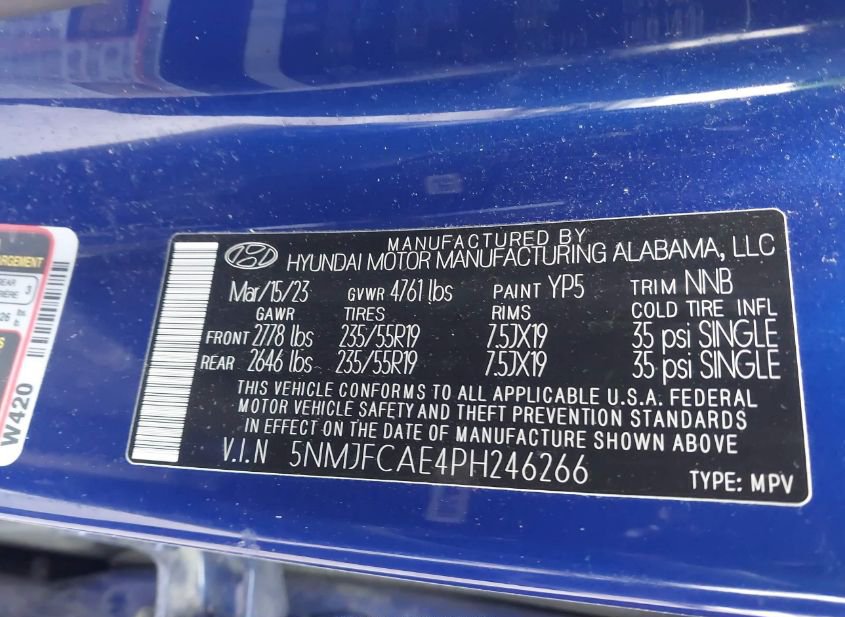 MANUFACTURED BY
HYUNDAI MOTOR MANUFACTURING ALABAMA, LLC
Mar/15/23 GVWR 4761 lbs PAINT YP5 TRIM NNB
GAWR TIRES RIMS COLD TIRE INFL
FRONT 2778 lbs 235/55R19 7.5JX19 35 psi SINGLE
REAR 2646 lbs 235/55R19 7.5JX19 35 psi SINGLE
THIS VEHICLE CONFORMS TO ALL APPLICABLE U.S.A. FEDERAL
MOTOR VEHICLE SAFETY AND THEFT PREVENTION STANDARDS
IN EFFECT ON THE DATE OF MANUFACTURE SHOWN ABOVE
V.I.N 5NMJFCAE4PH246266
TYPE: MPV
3
W420